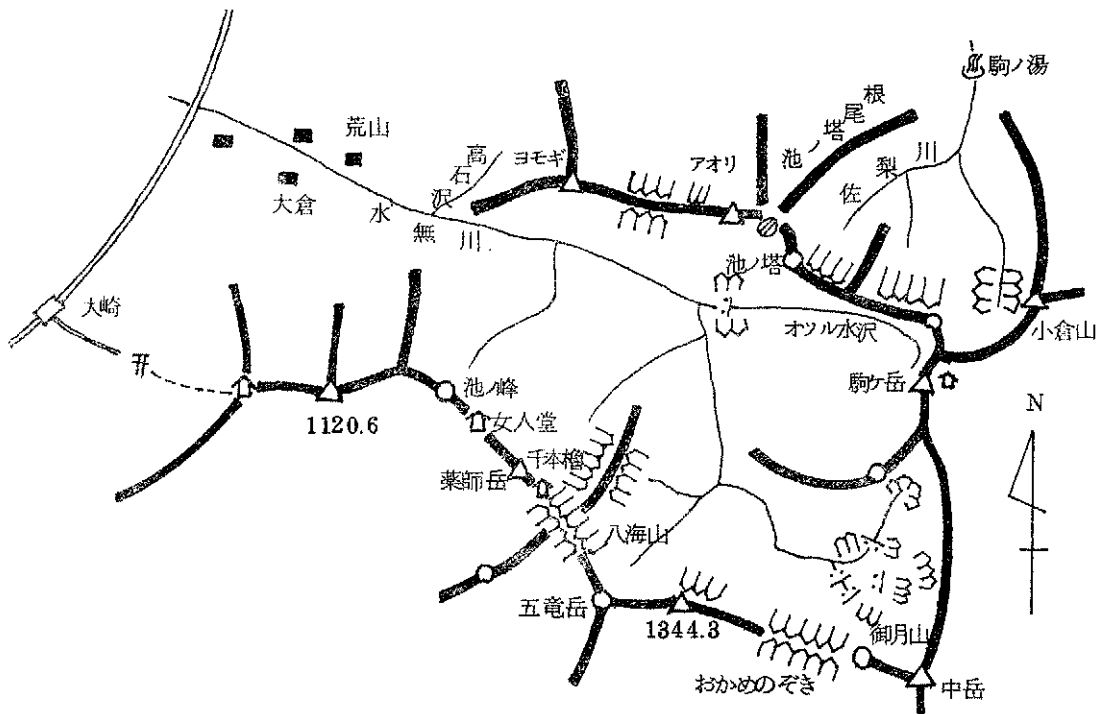 駒ノ湯
荒山
大倉
水無川
高石沢
ヨモギ
アオリ
池ノ塔尾根
佐梨川
池ノ塔
オツル水沢
小倉山
駒ケ岳
大崎
池ノ峰
女人堂
1120.6
千本檜
薬師岳
八海山
五竜岳
1344.3
おかめのぞき
御月山
中岳
N